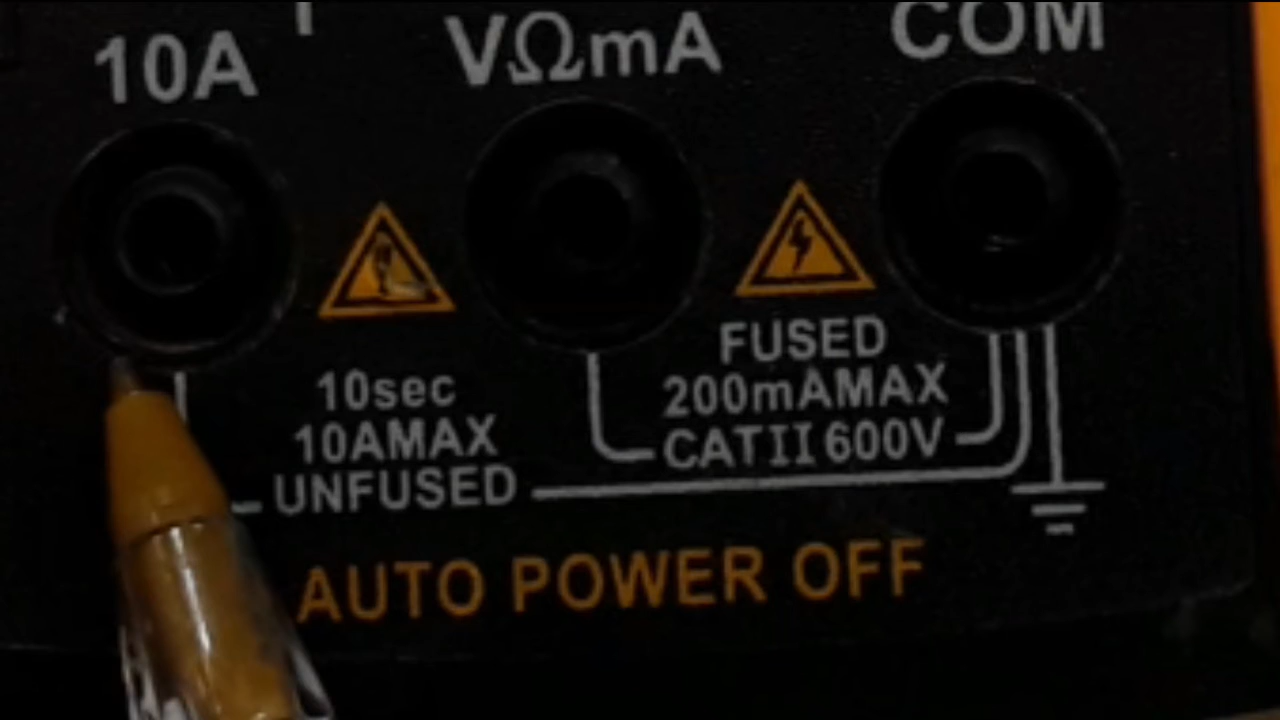 10A
VΩmA
COM
10sec
10AMAX
UNFUSED
FUSED
200mAMAX
CATII 600V
AUTO POWER OFF